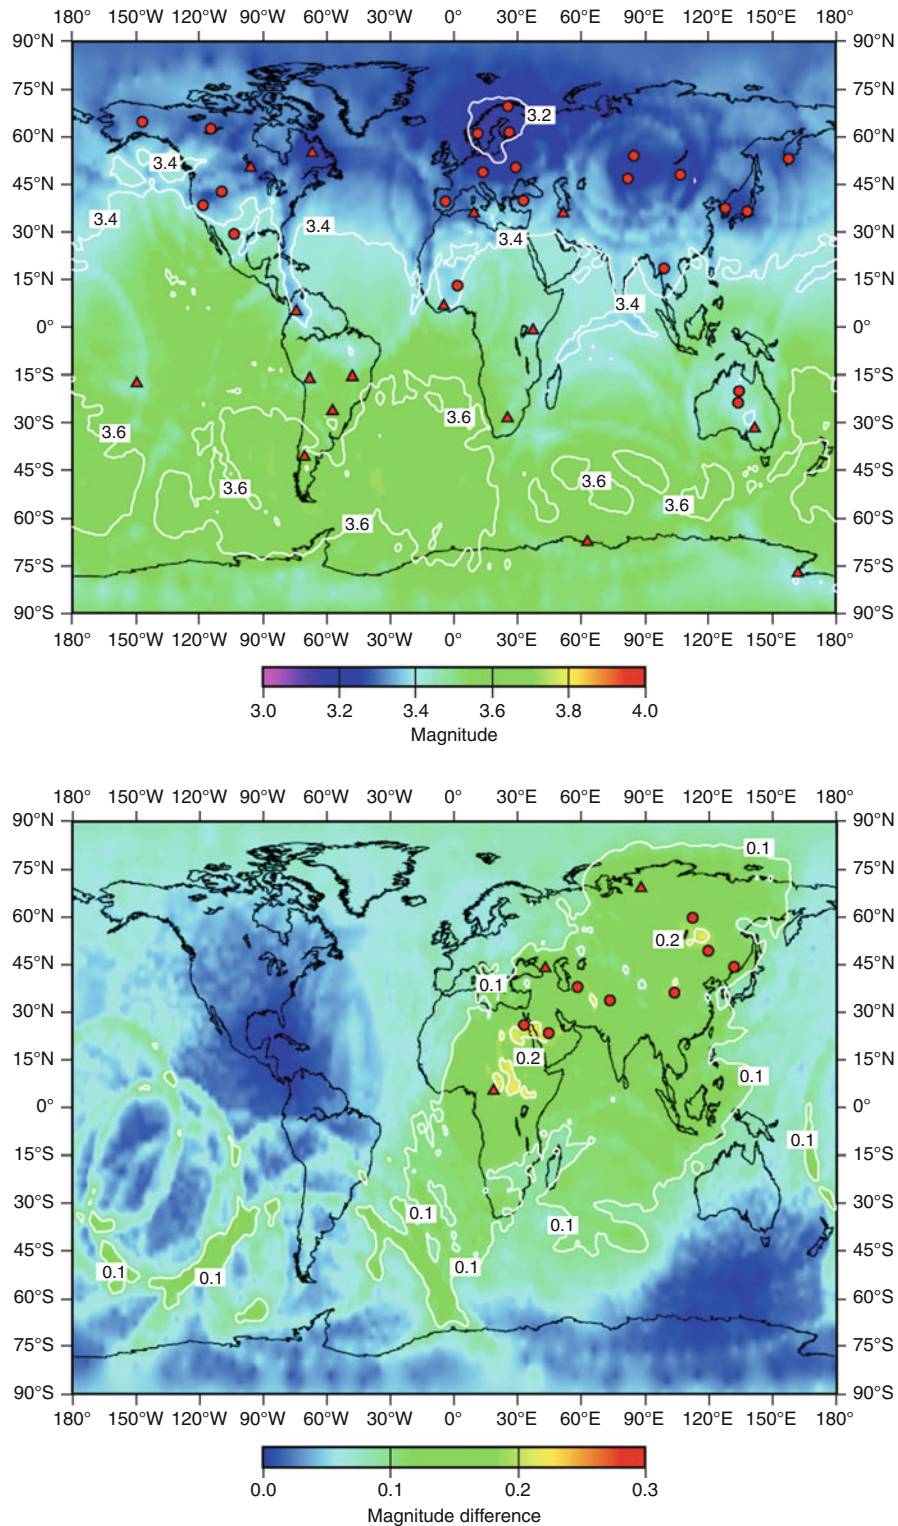 180° 150°W 120°W 90°W 60°W 30°W 0° 30°E 60°E 90°E 120°E 150°E 180°
90°N 90°N
75°N 75°N
3.2
60°N 60°N
3.4
45°N 45°N
3.4 3.4
30°N 3.4 30°N
15°N 15°N
3.4
0° 0°
15°S 15°S
3.6
30°S 30°S
3.6
45°S 45°S
3.6 3.6
3.6
60°S 3.6 60°S
75°S 75°S
90°S 90°S
180° 150°W 120°W 90°W 60°W 30°W 0° 30°E 60°E 90°E 120°E 150°E 180°
3.0 3.2 3.4 3.6 3.8 4.0
Magnitude
180° 150°W 120°W 90°W 60°W 30°W 0° 30°E 60°E 90°E 120°E 150°E 180°
90°N 90°N
0.1
75°N 75°N
60°N 60°N
0.2
45°N 45°N
0.1
30°N 30°N
15°N 0.2 15°N
0.1
0° 0°
0.1
15°S 15°S
30°S 30°S
0.1 0.1
45°S 45°S
0.1 0.1 0.1
60°S 60°S
75°S 75°S
90°S 90°S
180° 150°W 120°W 90°W 60°W 30°W 0° 30°E 60°E 90°E 120°E 150°E 180°
0.0 0.1 0.2 0.3
Magnitude difference